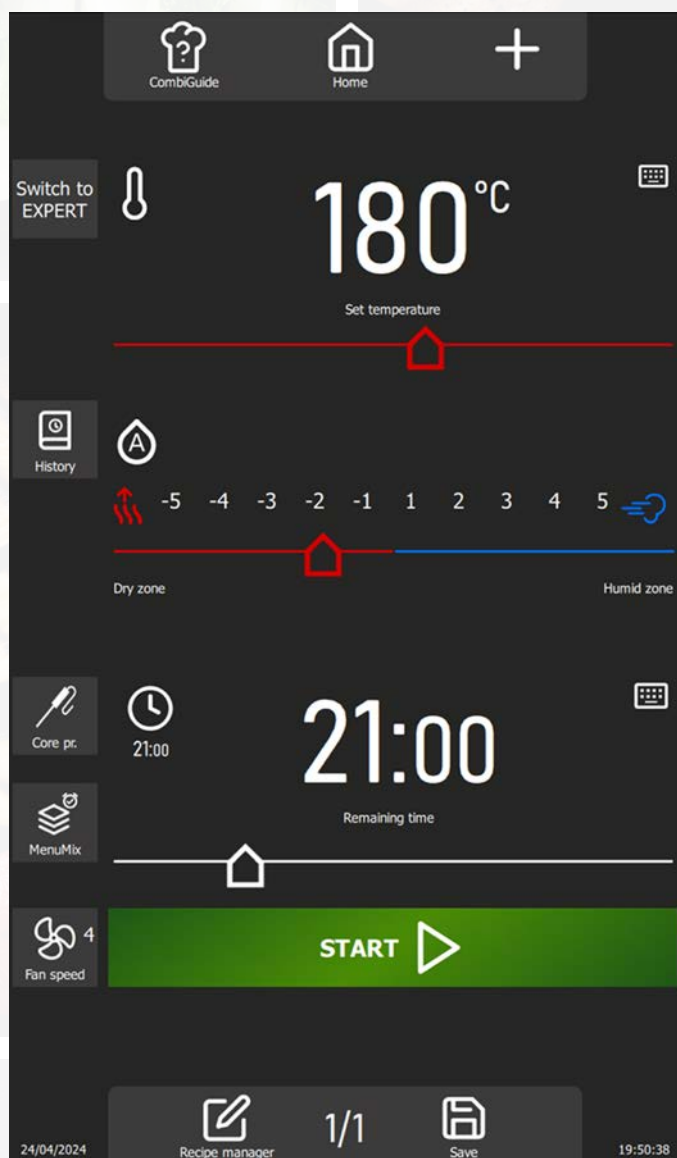 CombiGuide Home
Switch to
EXPERT
180°C
Set temperature
History
A
-5 -4 -3 -2 -1 1 2 3 4 5
Dry zone Humid zone
Core pr.
21:00
21:00
Remaining time
MenuMix
4
Fan speed
START
Recipe manager 1/1 Save
24/04/2024 19:50:38